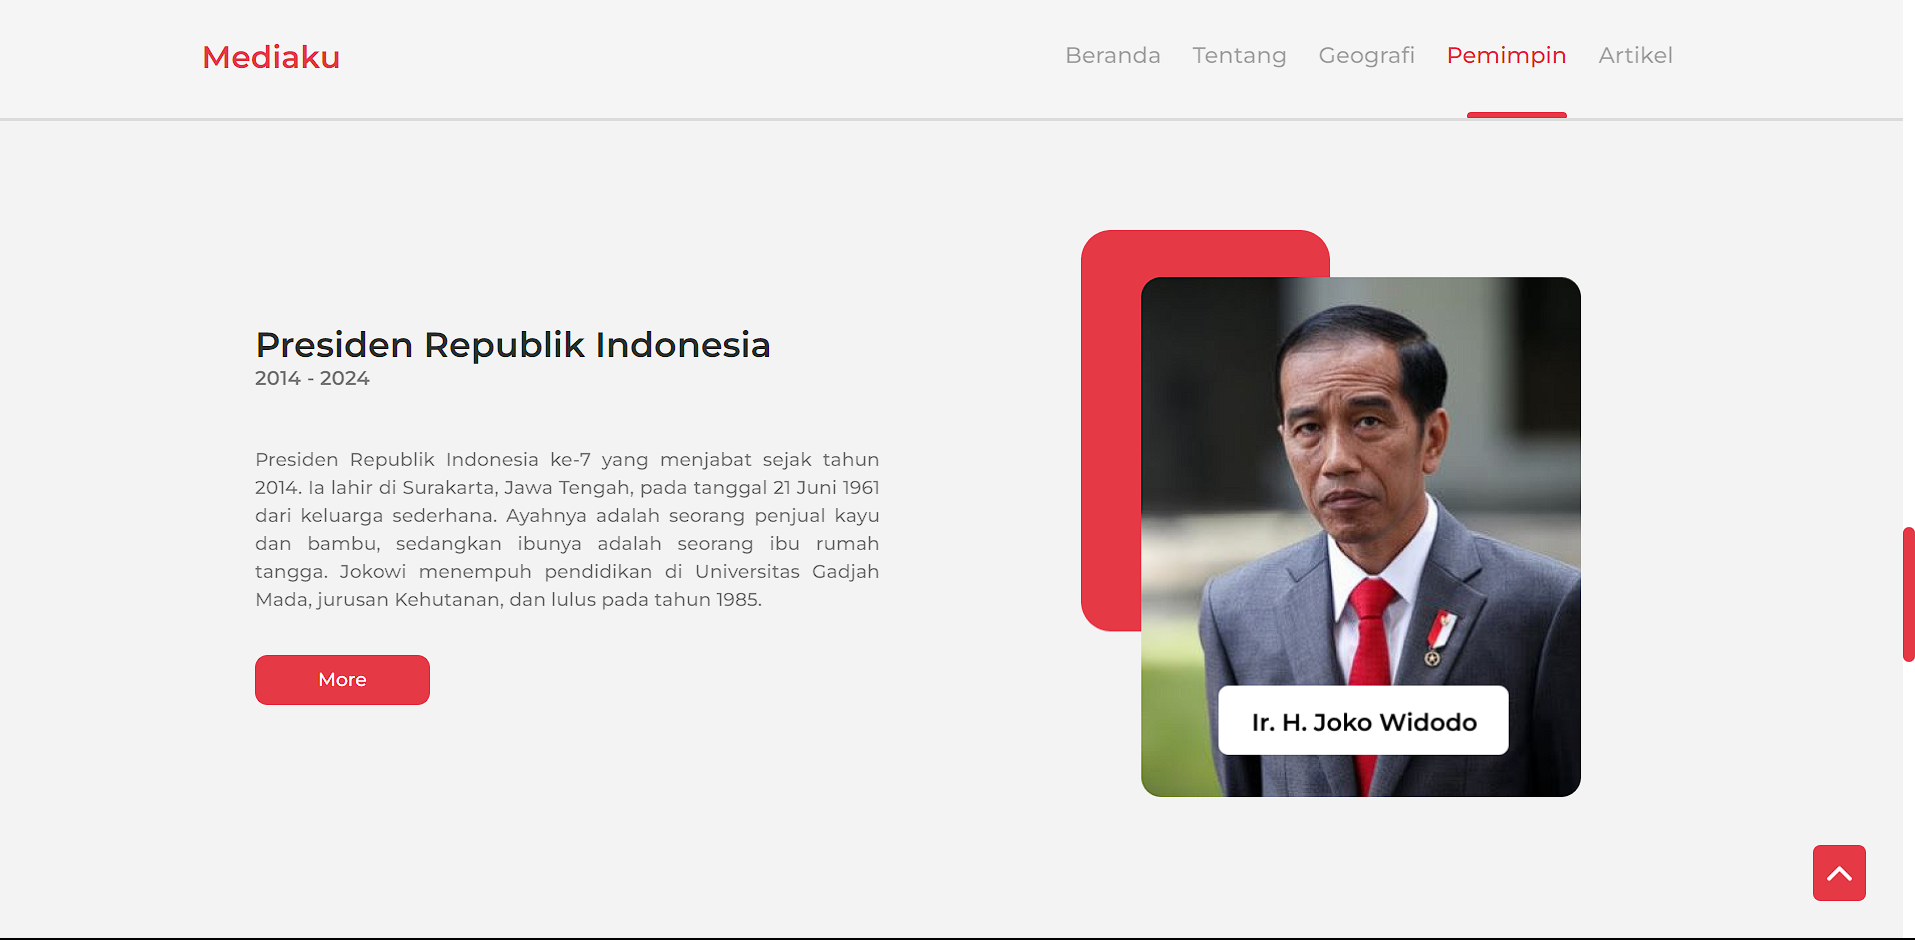 Mediaku
Beranda Tentang Geografi Pemimpin Artikel
Presiden Republik Indonesia
2014 - 2024
Presiden Republik Indonesia ke-7 yang menjabat sejak tahun
2014. Ia lahir di Surakarta, Jawa Tengah, pada tanggal 21 Juni 1961
dari keluarga sederhana. Ayahnya adalah seorang penjual kayu
dan bambu, sedangkan ibunya adalah seorang ibu rumah
tangga. Jokowi menempuh pendidikan di Universitas Gadjah
Mada, jurusan Kehutanan, dan lulus pada tahun 1985.
More
Ir. H. Joko Widodo